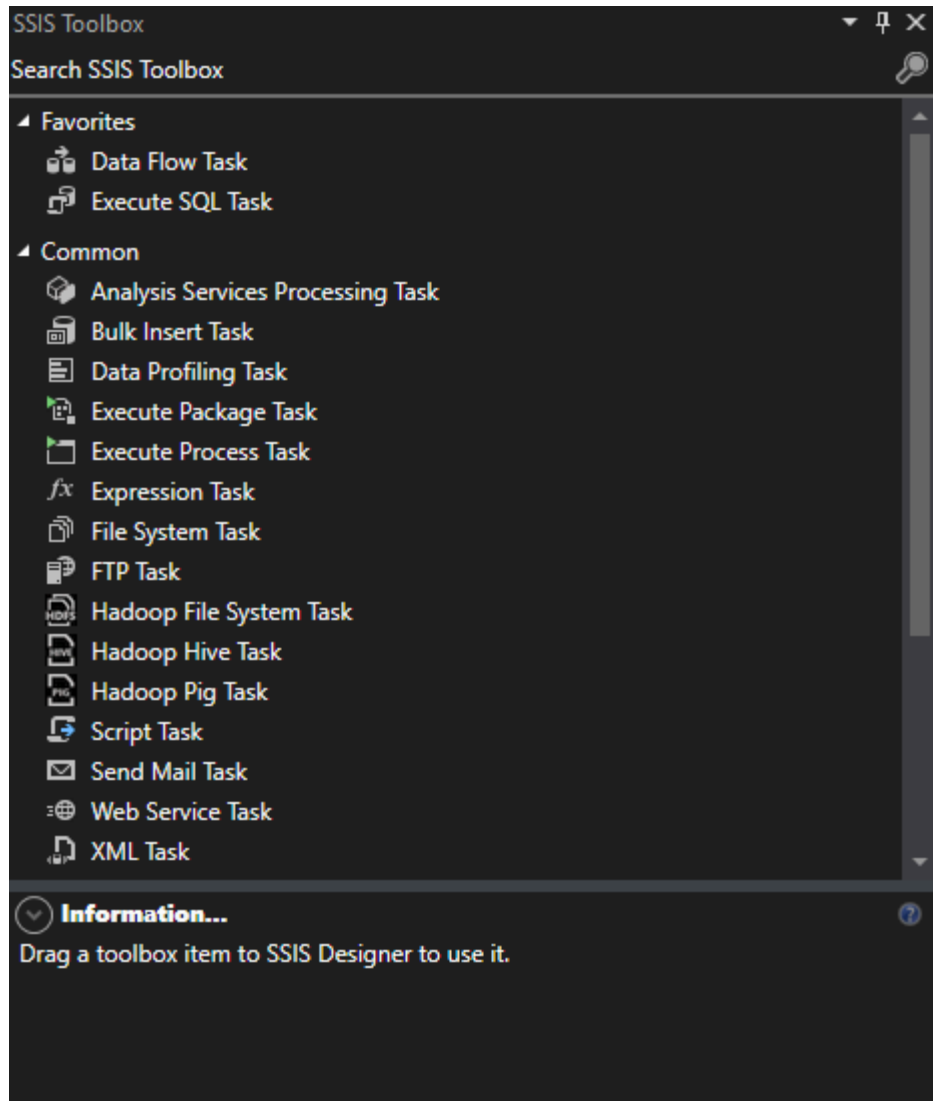 SSIS Toolbox
Search SSIS Toolbox
Favorites
Data Flow Task
Execute SQL Task
Common
Analysis Services Processing Task
Bulk Insert Task
Data Profiling Task
Execute Package Task
Execute Process Task
fx Expression Task
File System Task
FTP Task
HDFS Hadoop File System Task
HIVE Hadoop Hive Task
PIG Hadoop Pig Task
Script Task
Send Mail Task
Web Service Task
XML Task
Information...
Drag a toolbox item to SSIS Designer to use it.